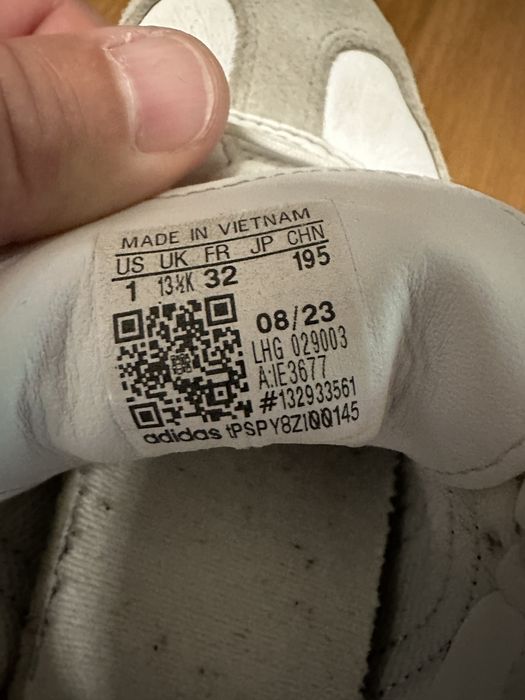 MADE IN VIETNAM
US UK FR JP CHN
1 13½K 32 195
08/23
LHG 029003
A:IE3677
#132933561
adidas tPSPY8ZI00145